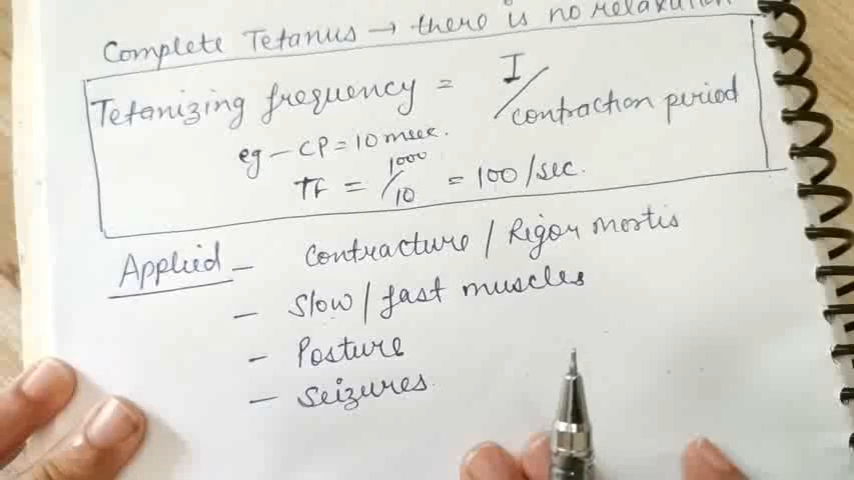 Complete Tetanus → there is no relaxation
Tetanizing frequency = I / contraction period
eg - CP = 10 msec.
TF = 1000 / 10 = 100 / sec.
Applied - Contracture / Rigor mortis
- Slow / fast muscles
- Posture
- Seizures.